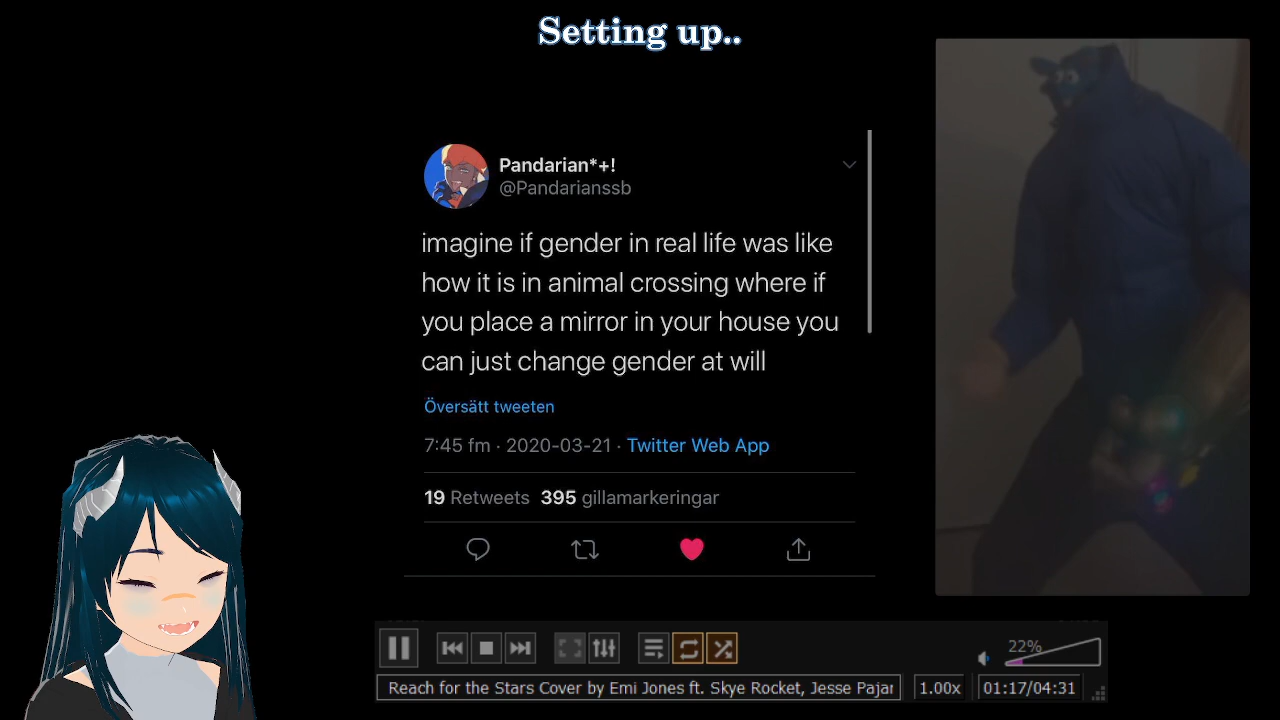 Setting up..
Pandarian*+!
@Pandarianssb
imagine if gender in real life was like
how it is in animal crossing where if
you place a mirror in your house you
can just change gender at will
Översätt tweeten
7:45 fm · 2020-03-21 · Twitter Web App
19 Retweets 395 gillamarkeringar
22%
Reach for the Stars Cover by Emi Jones ft. Skye Rocket, Jesse Pajar
1.00x
01:17/04:31